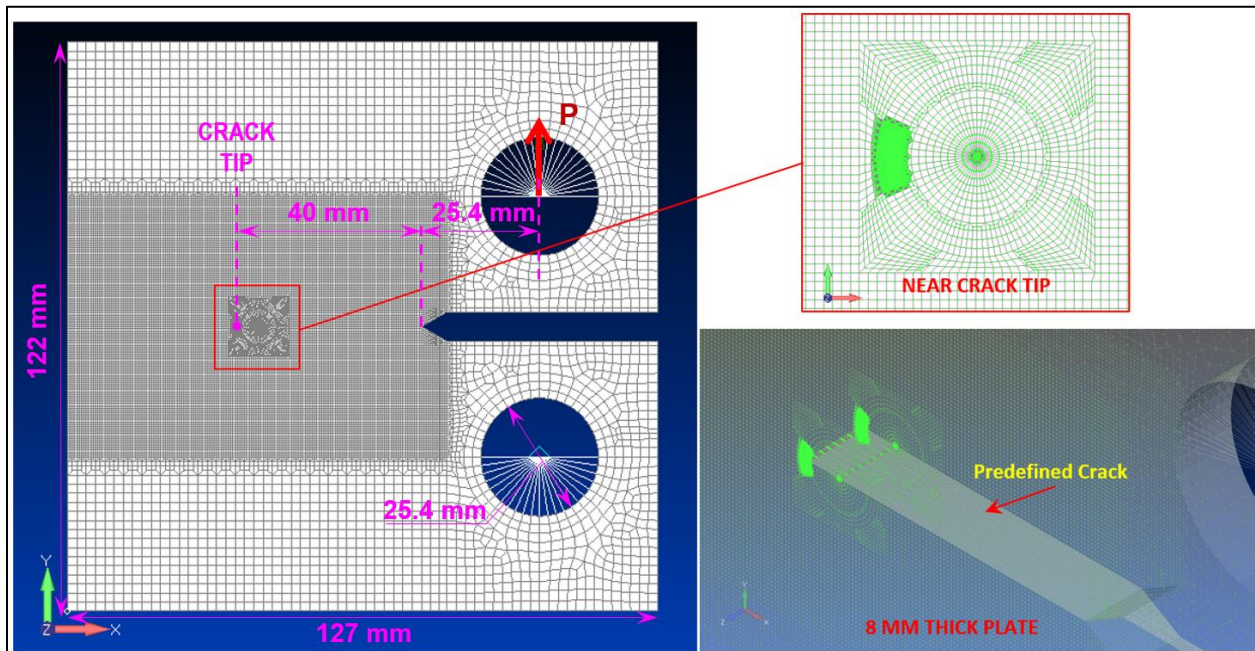 P
CRACK
TIP
40 mm
25.4 mm
122 mm
25.4 mm
127 mm
Y
Z
X
NEAR CRACK TIP
Predefined Crack
8 MM THICK PLATE